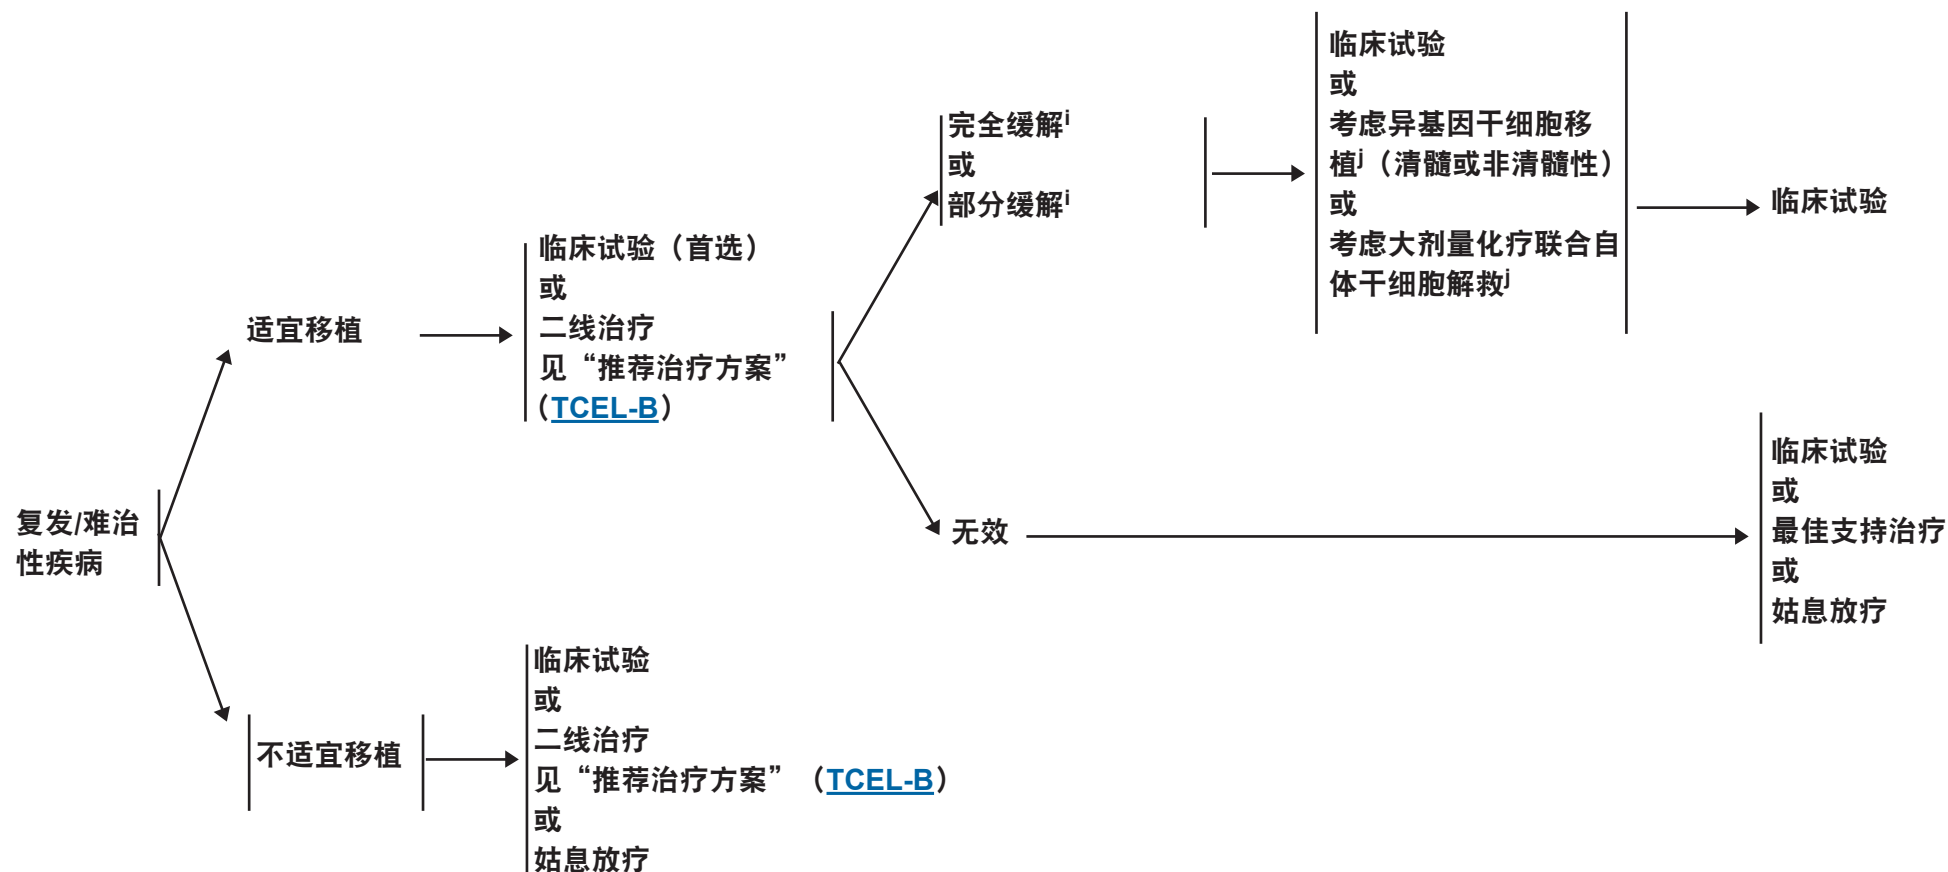 复发/难治
性疾病
适宜移植
临床试验（首选）
或
二线治疗
见“推荐治疗方案”
（TCEL-B）
完全缓解i
或
部分缓解i
临床试验
或
考虑异基因干细胞移
植j（清髓或非清髓性）
或
考虑大剂量化疗联合自
体干细胞解救j
临床试验
无效
临床试验
或
最佳支持治疗
或
姑息放疗
不适宜移植
临床试验
或
二线治疗
见“推荐治疗方案”（TCEL-B）
或
姑息放疗